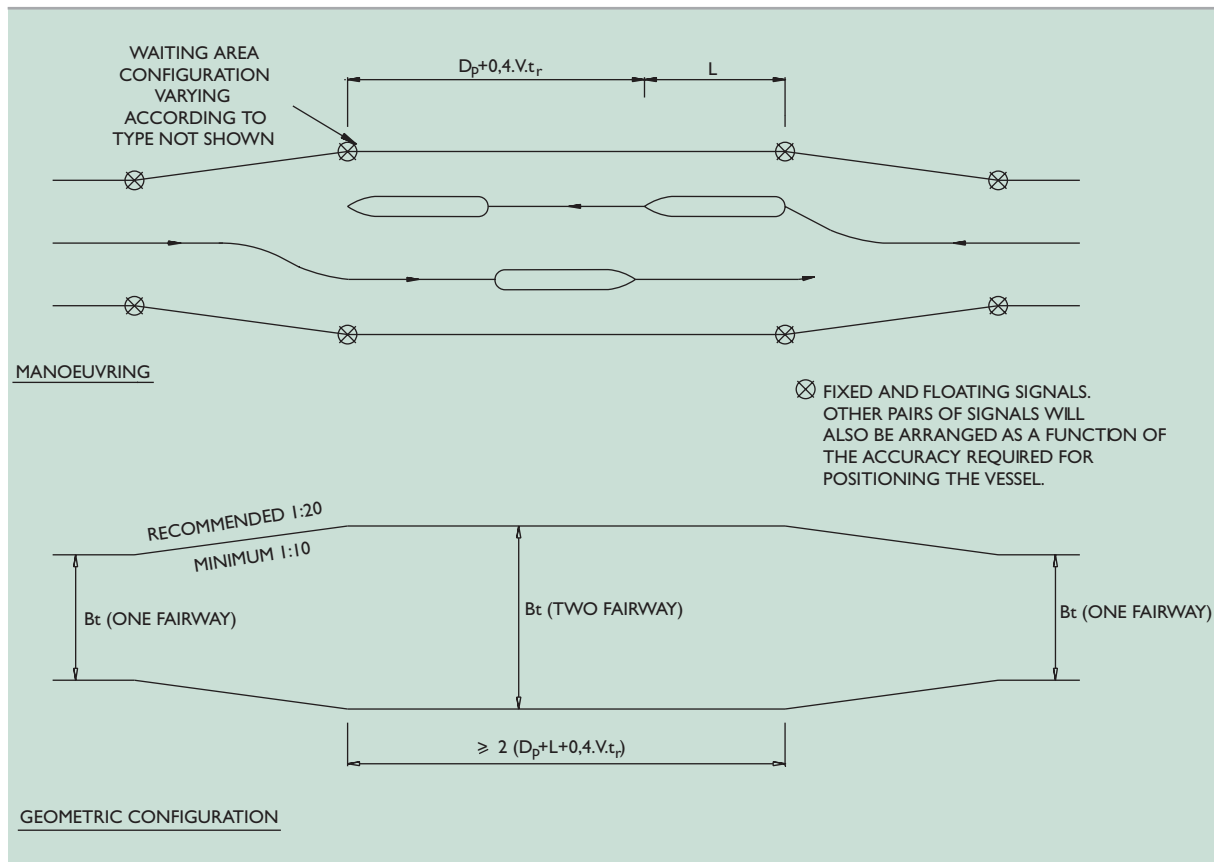 WAITING AREA
CONFIGURATION
VARYING
ACCORDING TO
TYPE NOT SHOWN
Dp+0,4.V.tr
L
MANOEUVRING
FIXED AND FLOATING SIGNALS.
OTHER PAIRS OF SIGNALS WILL
ALSO BE ARRANGED AS A FUNCTION OF
THE ACCURACY REQUIRED FOR
POSITIONING THE VESSEL.
RECOMMENDED 1:20
MINIMUM 1:10
Bt (ONE FAIRWAY)
Bt (TWO FAIRWAY)
Bt (ONE FAIRWAY)
⩾ 2 (Dp+L+0,4.V.tr)
GEOMETRIC CONFIGURATION